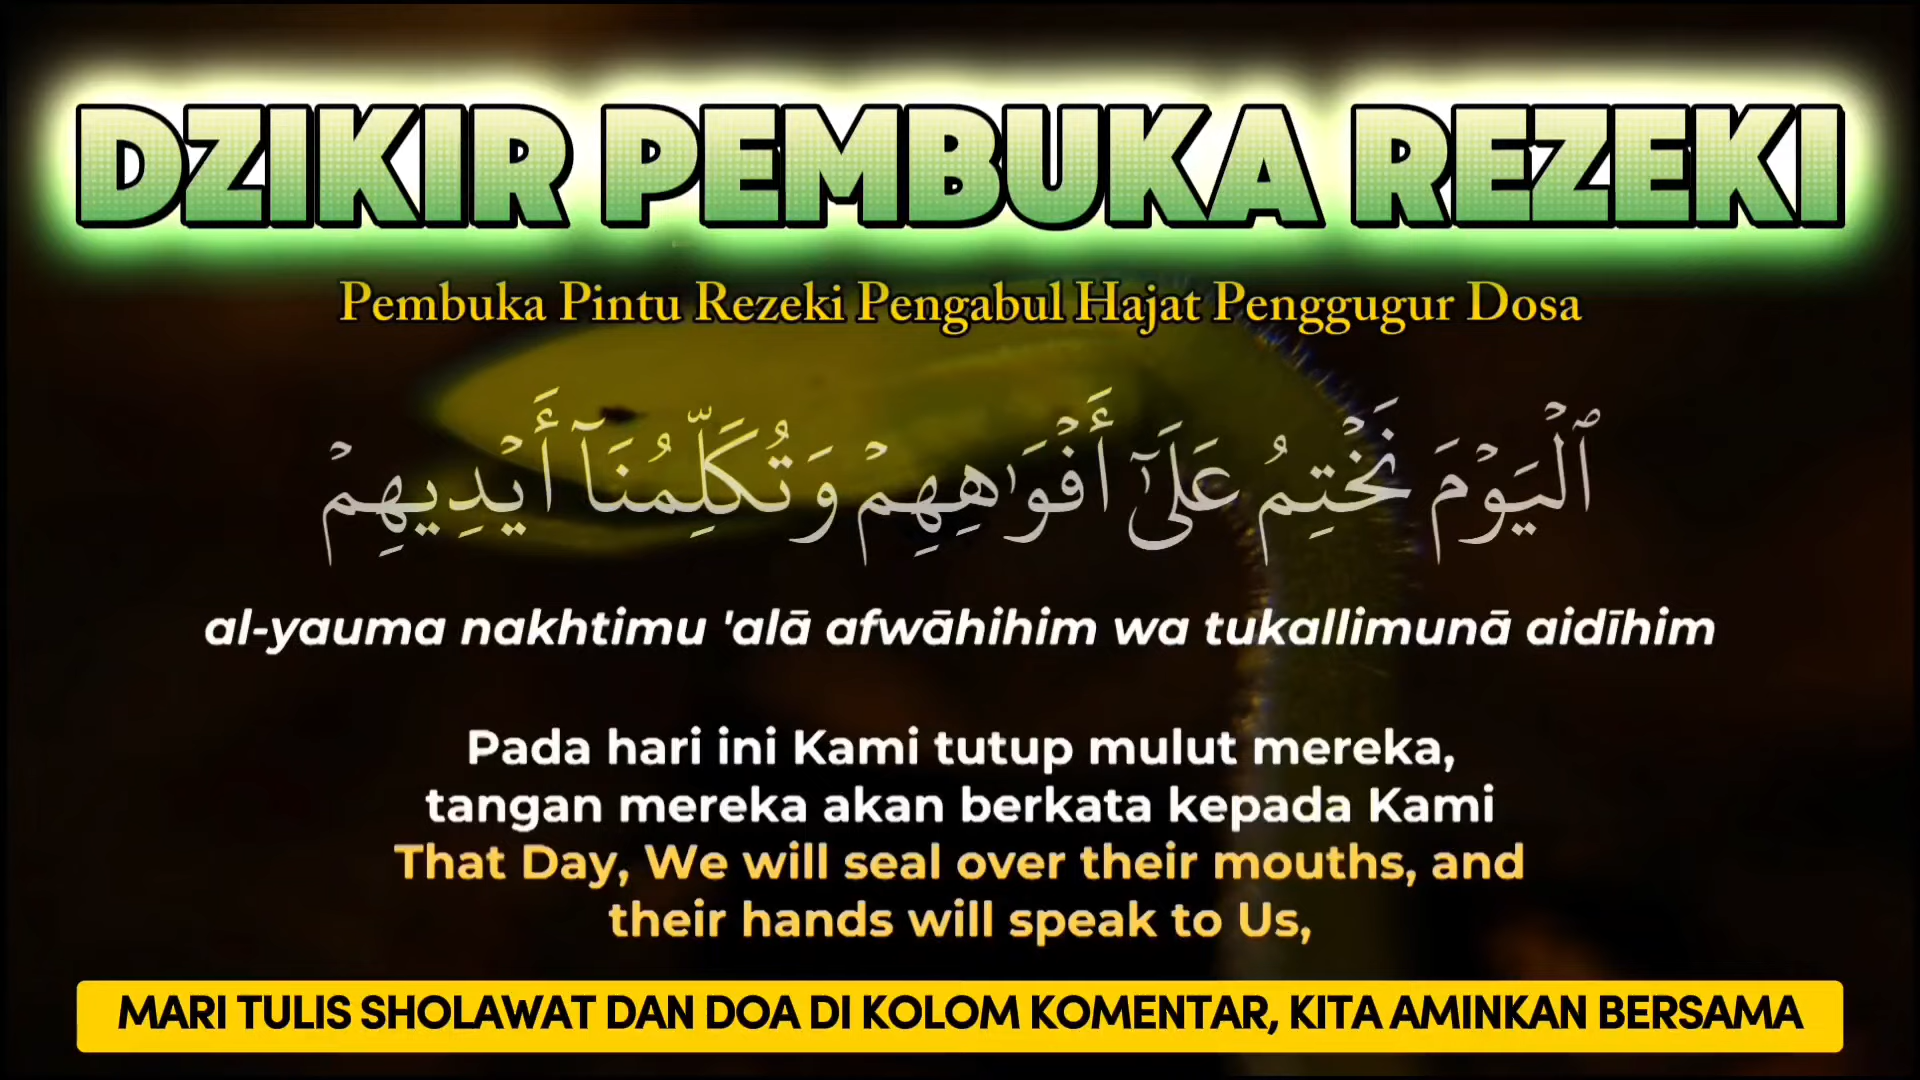 DZIKIR PEMBUKA REZEKI
Pembuka Pintu Rezeki Pengabul Hajat Penggugur Dosa
ٱلْيَوْمَ نَخْتِمُ عَلَىٰٓ أَفْوَٰهِهِمْ وَتُكَلِّمُنَآ أَيْدِيهِمْ
al-yauma nakhtimu 'alā afwāhihim wa tukallimunā aidīhim
Pada hari ini Kami tutup mulut mereka,
tangan mereka akan berkata kepada Kami
That Day, We will seal over their mouths, and
their hands will speak to Us,
MARI TULIS SHOLAWAT DAN DOA DI KOLOM KOMENTAR, KITA AMINKAN BERSAMA